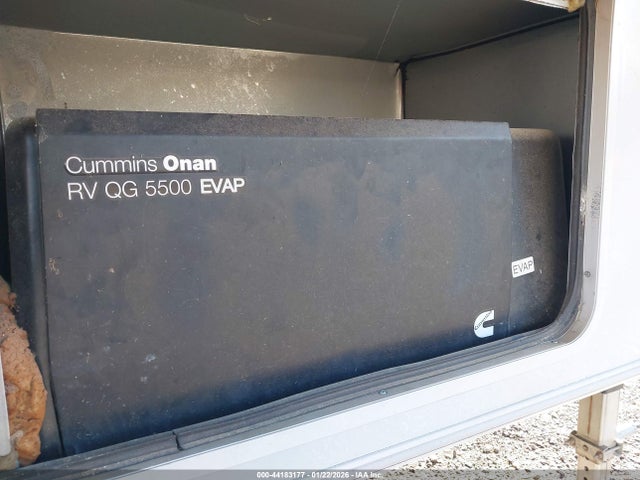 Cummins Onan
RV QG 5500 EVAP
EVAP
000-44183177 - 01/22/2026 - IAA Inc